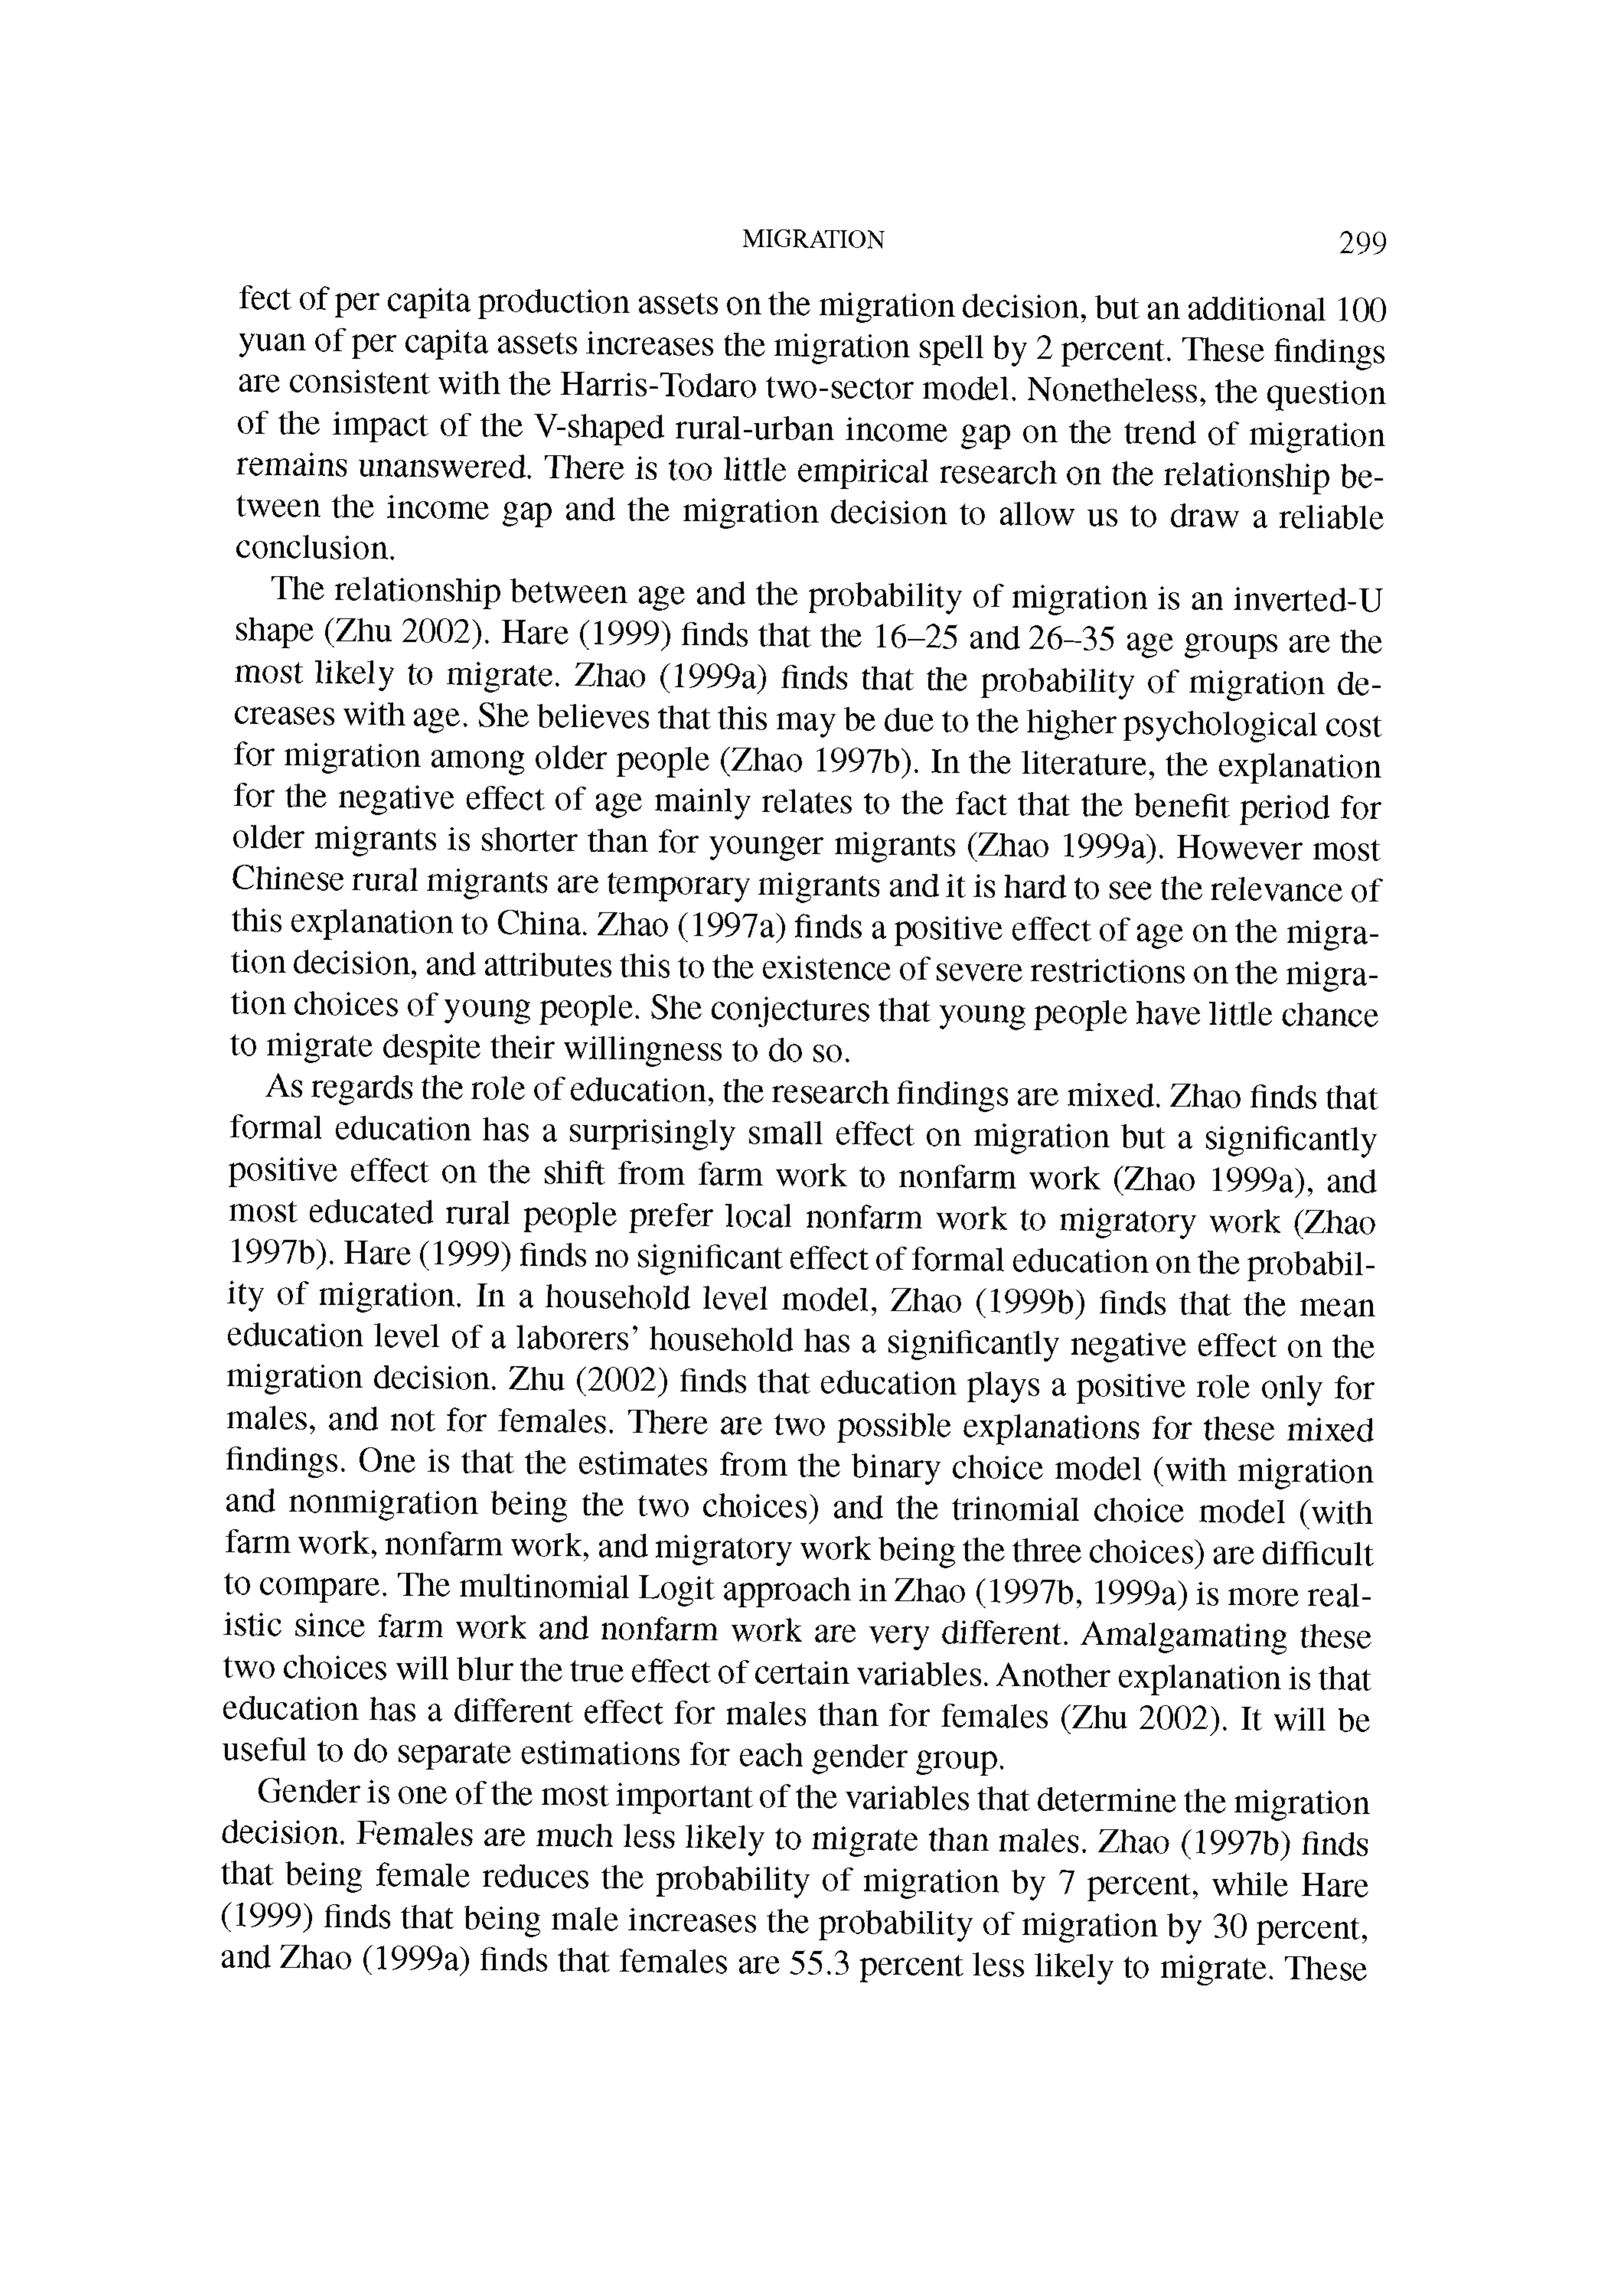 MIGRATION 299
fect of per capita production assets on the migration decision, but an additional 100
yuan of per capita assets increases the migration spell by 2 percent. These findings
are consistent with the Harris-Todaro two-sector model. Nonetheless, the question
of the impact of the V-shaped rural-urban income gap on the trend of migration
remains unanswered. There is too little empirical research on the relationship be-
tween the income gap and the migration decision to allow us to draw a reliable
conclusion.
The relationship between age and the probability of migration is an inverted-U
shape (Zhu 2002). Hare (1999) finds that the 16–25 and 26–35 age groups are the
most likely to migrate. Zhao (1999a) finds that the probability of migration de-
creases with age. She believes that this may be due to the higher psychological cost
for migration among older people (Zhao 1997b). In the literature, the explanation
for the negative effect of age mainly relates to the fact that the benefit period for
older migrants is shorter than for younger migrants (Zhao 1999a). However most
Chinese rural migrants are temporary migrants and it is hard to see the relevance of
this explanation to China. Zhao (1997a) finds a positive effect of age on the migra-
tion decision, and attributes this to the existence of severe restrictions on the migra-
tion choices of young people. She conjectures that young people have little chance
to migrate despite their willingness to do so.
As regards the role of education, the research findings are mixed. Zhao finds that
formal education has a surprisingly small effect on migration but a significantly
positive effect on the shift from farm work to nonfarm work (Zhao 1999a), and
most educated rural people prefer local nonfarm work to migratory work (Zhao
1997b). Hare (1999) finds no significant effect of formal education on the probabil-
ity of migration. In a household level model, Zhao (1999b) finds that the mean
education level of a laborers' household has a significantly negative effect on the
migration decision. Zhu (2002) finds that education plays a positive role only for
males, and not for females. There are two possible explanations for these mixed
findings. One is that the estimates from the binary choice model (with migration
and nonmigration being the two choices) and the trinomial choice model (with
farm work, nonfarm work, and migratory work being the three choices) are difficult
to compare. The multinomial Logit approach in Zhao (1997b, 1999a) is more real-
istic since farm work and nonfarm work are very different. Amalgamating these
two choices will blur the true effect of certain variables. Another explanation is that
education has a different effect for males than for females (Zhu 2002). It will be
useful to do separate estimations for each gender group.
Gender is one of the most important of the variables that determine the migration
decision. Females are much less likely to migrate than males. Zhao (1997b) finds
that being female reduces the probability of migration by 7 percent, while Hare
(1999) finds that being male increases the probability of migration by 30 percent,
and Zhao (1999a) finds that females are 55.3 percent less likely to migrate. These